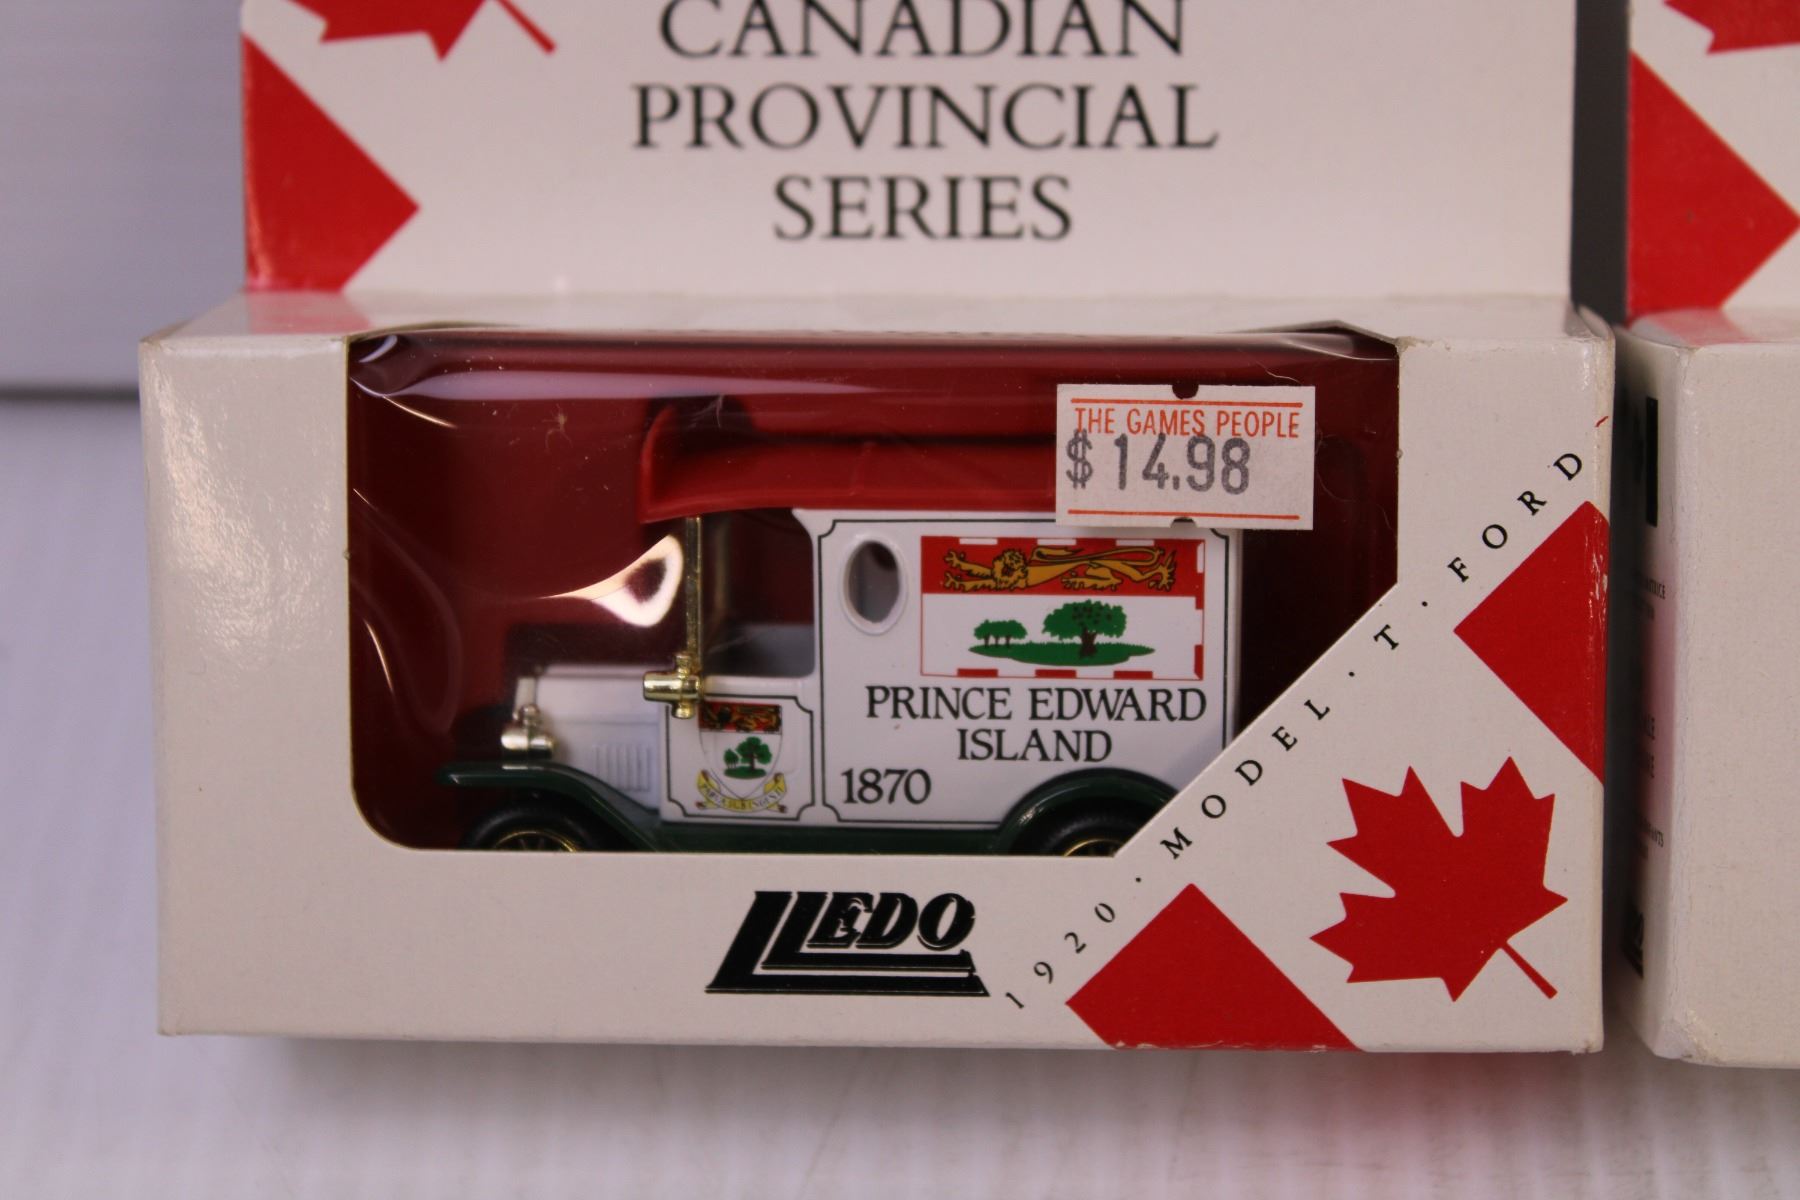 CANADIAN
PROVINCIAL
SERIES
THE GAMES PEOPLE
$14.98
PRINCE EDWARD
ISLAND
1870
LLEDO
1920 · MODEL · T · FORD